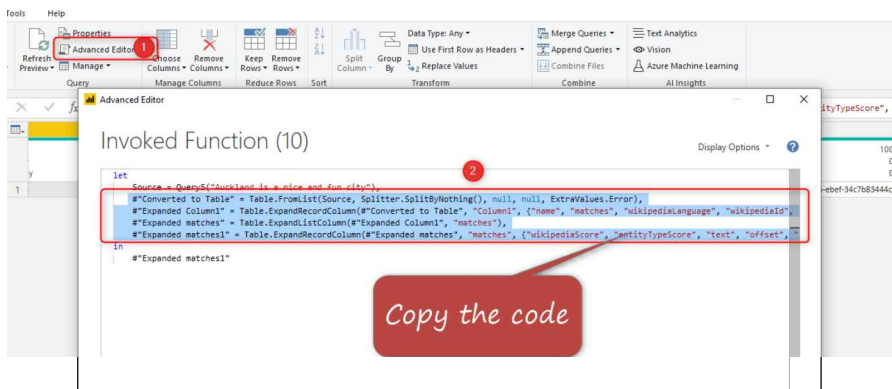 Tools Help
Properties
Advanced Editor
1
Refresh
Preview
Manage
Query
Choose
Columns
Remove
Columns
Manage Columns
Keep
Rows
Remove
Rows
Reduce Rows
Sort
Split
Column
Group
By
Data Type: Any
Use First Row as Headers
Replace Values
Transform
Merge Queries
Append Queries
Combine Files
Combine
Text Analytics
Vision
Azure Machine Learning
AI Insights
fx
ityTypeScore",
Advanced Editor
Invoked Function (10)
Display Options
?
2
let
Source = Query5("Auckland is a nice and fun city"),
#"Converted to Table" = Table.FromList(Source, Splitter.SplitByNothing(), null, null, ExtraValues.Error),
#"Expanded Column1" = Table.ExpandRecordColumn(#"Converted to Table", "Column1", {"name", "matches", "wikipediaLanguage", "wikipediaId",
#"Expanded matches" = Table.ExpandListColumn(#"Expanded Column1", "matches"),
#"Expanded matches1" = Table.ExpandRecordColumn(#"Expanded matches", "matches", {"wikipediaScore", "entityTypeScore", "text", "offset", "
in
#"Expanded matches1"
Copy the code
y
1
100
-ebef-34c7b83444c